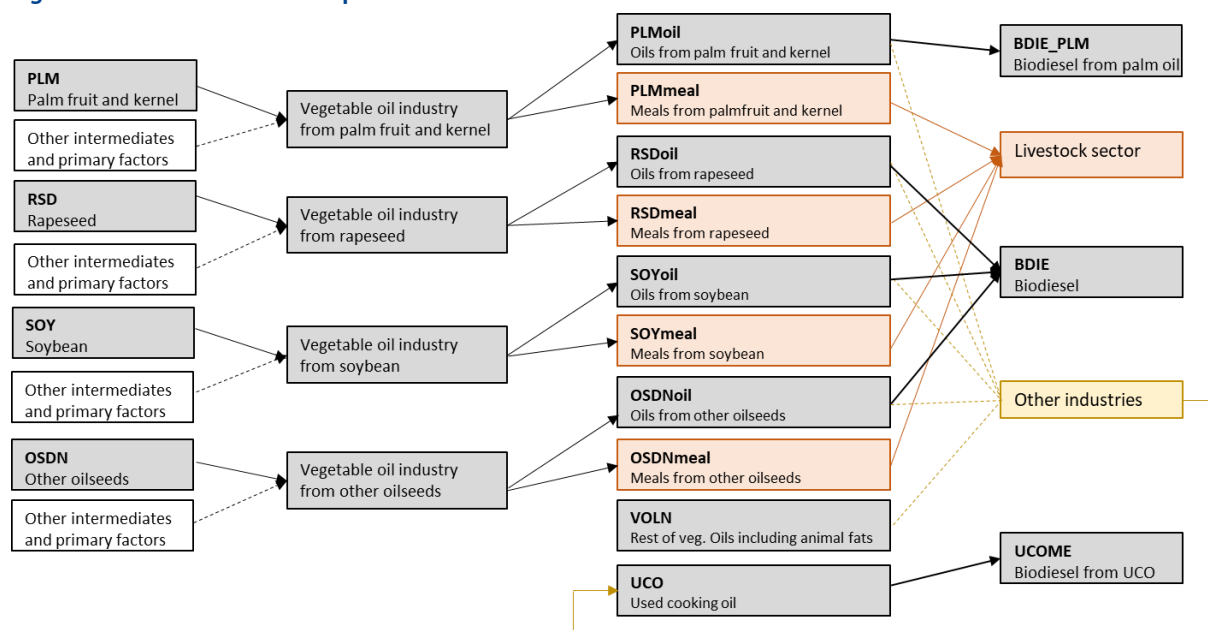 PLM
Palm fruit and kernel
Other intermediates
and primary factors
RSD
Rapeseed
Other intermediates
and primary factors
SOY
Soybean
Other intermediates
and primary factors
OSDN
Other oilseeds
Other intermediates
and primary factors
Vegetable oil industry
from palm fruit and kernel
Vegetable oil industry
from rapeseed
Vegetable oil industry
from soybean
Vegetable oil industry
from other oilseeds
PLMoil
Oils from palm fruit and kernel
PLMmeal
Meals from palmfruit and kernel
RSDoil
Oils from rapeseed
RSDmeal
Meals from rapeseed
SOYoil
Oils from soybean
SOYmeal
Meals from soybean
OSDNoil
Oils from other oilseeds
OSDNmeal
Meals from other oilseeds
VOLN
Rest of veg. Oils including animal fats
UCO
Used cooking oil
BDIE_PLM
Biodiesel from palm oil
Livestock sector
BDIE
Biodiesel
Other industries
UCOME
Biodiesel from UCO